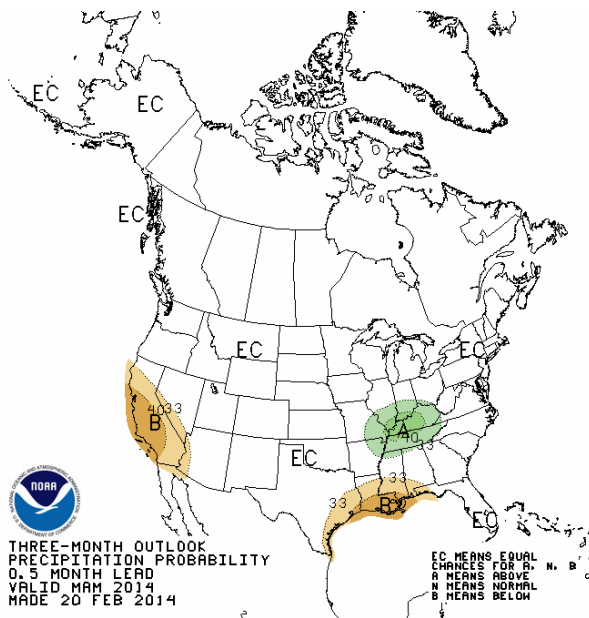 EC
EC
EC
EC
EC
40
33
B
A
40
33
EC
33
33
B
EC
NOAA
NATIONAL OCEANIC AND ATMOSPHERIC ADMINISTRATION
U.S. DEPARTMENT OF COMMERCE
THREE-MONTH OUTLOOK
PRECIPITATION PROBABILITY
0.5 MONTH LEAD
VALID MAM 2014
MADE 20 FEB 2014
EC MEANS EQUAL
CHANCES FOR A, N, B
A MEANS ABOVE
N MEANS NORMAL
B MEANS BELOW